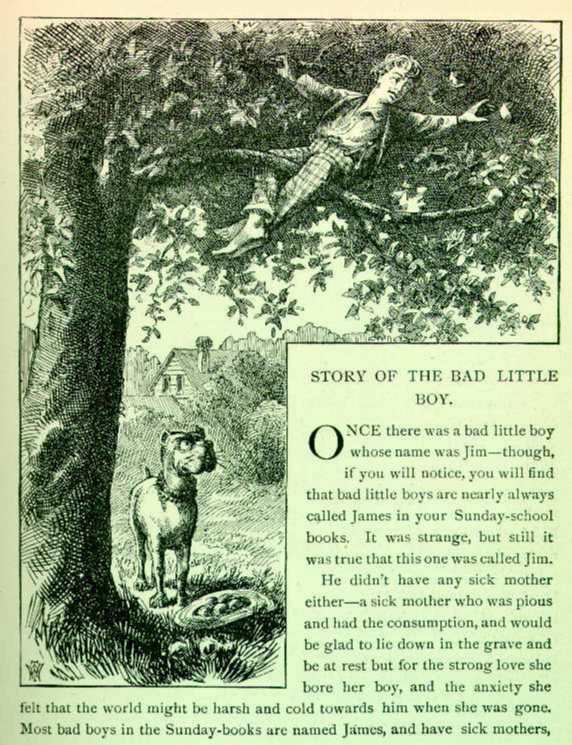 STORY OF THE BAD LITTLE
BOY.
ONCE there was a bad little boy
whose name was Jim—though,
if you will notice, you will find
that bad little boys are nearly always
called James in your Sunday-school
books. It was strange, but still it
was true that this one was called Jim.
He didn't have any sick mother
either—a sick mother who was pious
and had the consumption, and would
be glad to lie down in the grave and
be at rest but for the strong love she
bore her boy, and the anxiety she
felt that the world might be harsh and cold towards him when she was gone.
Most bad boys in the Sunday-books are named James, and have sick mothers,